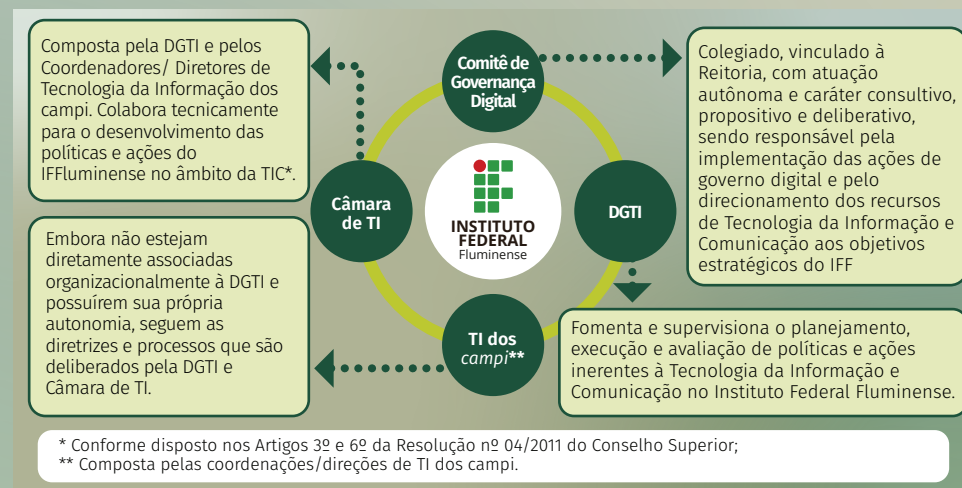 Composta pela DGTI e pelos
Coordenadores/ Diretores de
Tecnologia da Informação dos
campi. Colabora tecnicamente
para o desenvolvimento das
políticas e ações do
IFFluminense no âmbito da TIC*.
Comitê de
Governança
Digital
Colegiado, vinculado à
Reitoria, com atuação
autônoma e caráter consultivo,
propositivo e deliberativo,
sendo responsável pela
implementação das ações de
governo digital e pelo
direcionamento dos recursos
de Tecnologia da Informação e
Comunicação aos objetivos
estratégicos do IFF
Câmara
de TI
INSTITUTO
FEDERAL
Fluminense
DGTI
Embora não estejam
diretamente associadas
organizacionalmente à DGTI e
possuírem sua própria
autonomia, seguem as
diretrizes e processos que são
deliberados pela DGTI e
Câmara de TI.
TI dos
campi**
Fomenta e supervisiona o planejamento,
execução e avaliação de políticas e ações
inerentes à Tecnologia da Informação e
Comunicação no Instituto Federal Fluminense.
* Conforme disposto nos Artigos 3º e 6º da Resolução nº 04/2011 do Conselho Superior;
** Composta pelas coordenações/direções de TI dos campi.